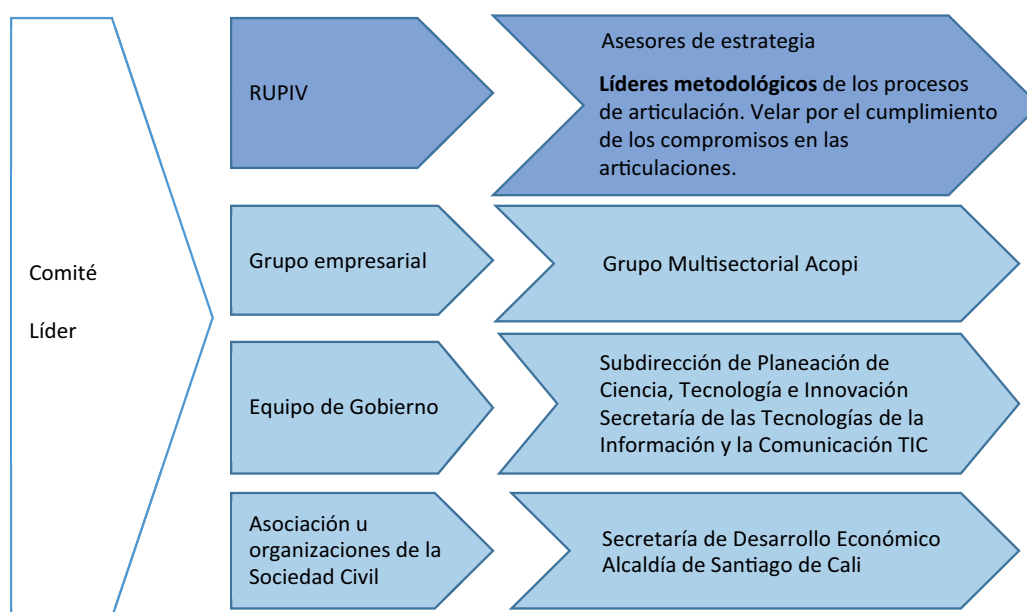 Comité
Líder
RUPIV
Asesores de estrategia
Líderes metodológicos de los procesos
de articulación. Velar por el cumplimiento
de los compromisos en las
articulaciones.
Grupo empresarial
Grupo Multisectorial Acopi
Equipo de Gobierno
Subdirección de Planeación de
Ciencia, Tecnología e Innovación
Secretaría de las Tecnologías de la
Información y la Comunicación TIC
Asociación u
organizaciones de la
Sociedad Civil
Secretaría de Desarrollo Económico
Alcaldía de Santiago de Cali